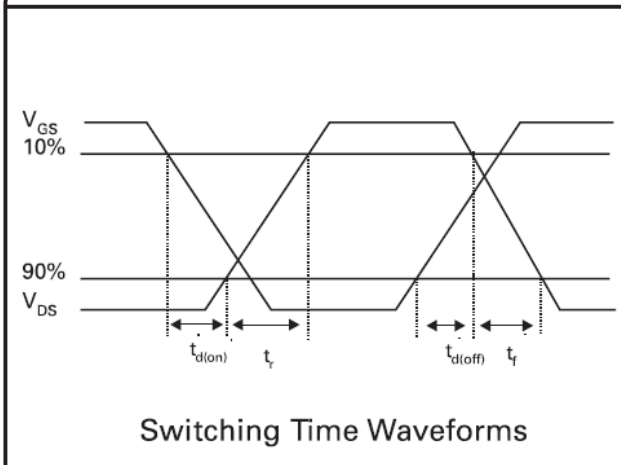 VGS
10%
90%
VDS
td(on)
tr
td(off)
tf
Switching Time Waveforms